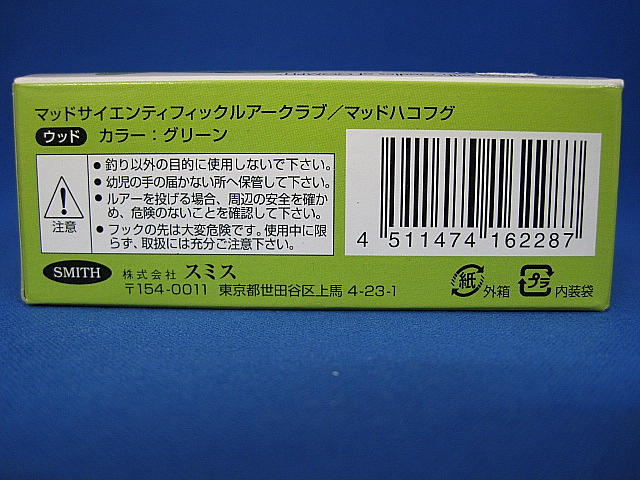 マッドサイエンティフィックルアークラブ／マッドハコフグ
ウッド カラー：グリーン
注意
●釣り以外の目的に使用しないで下さい。
●幼児の手の届かない所へ保管して下さい。
●ルアーを投げる場合、周辺の安全を確か
め、危険のないことを確認して下さい。
●フックの先は大変危険です。使用中に限
らず、取扱には充分ご注意下さい。
4 511474 162287
SMITH 株式会社 スミス
〒154-0011 東京都世田谷区上馬 4-23-1
紙 外箱 プラ 内装袋